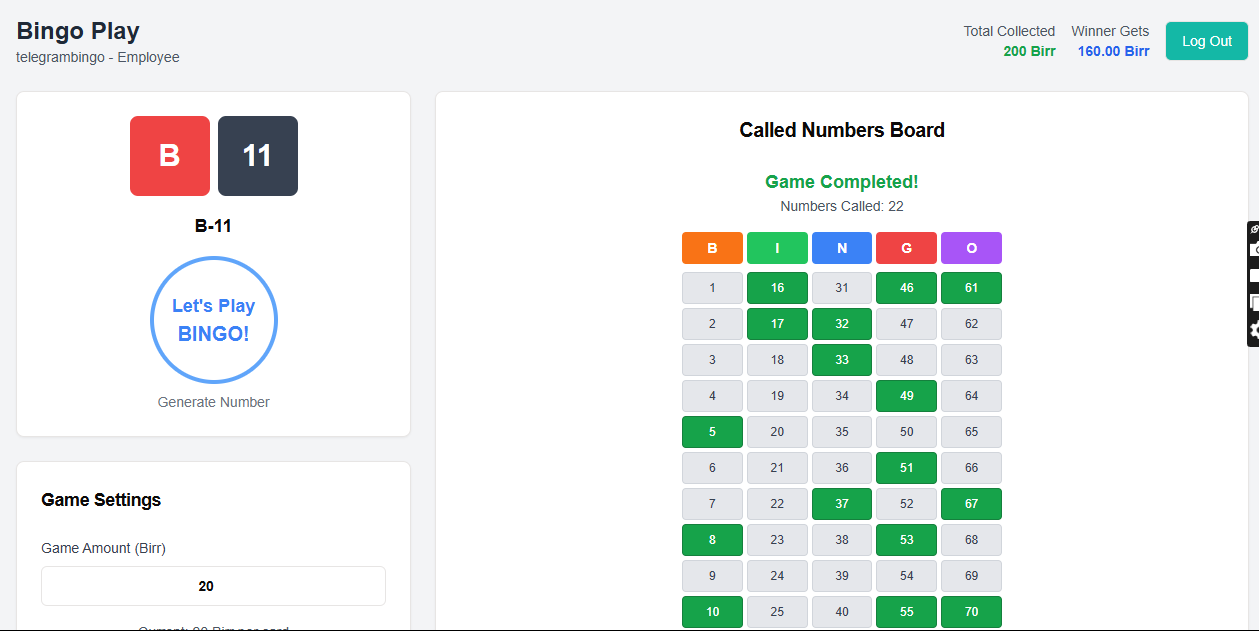 Bingo Play
telegrambingo - Employee
Total Collected
200 Birr
Winner Gets
160.00 Birr
Log Out
B 11
B-11
Let's Play
BINGO!
Generate Number
Game Settings
Game Amount (Birr)
20
Called Numbers Board
Game Completed!
Numbers Called: 22
B I N G O
1 16 31 46 61
2 17 32 47 62
3 18 33 48 63
4 19 34 49 64
5 20 35 50 65
6 21 36 51 66
7 22 37 52 67
8 23 38 53 68
9 24 39 54 69
10 25 40 55 70